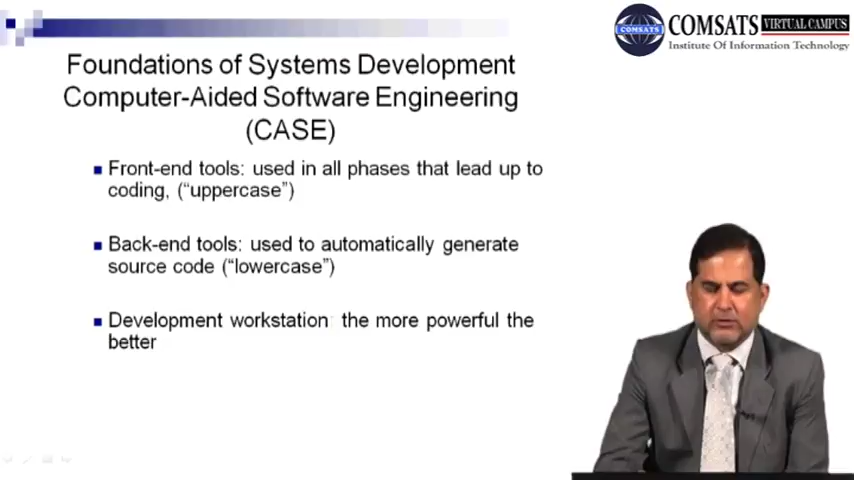 COMSATS VIRTUAL CAMPUS
COMSATS
Institute Of Information Technology
Foundations of Systems Development
Computer-Aided Software Engineering
(CASE)
Front-end tools: used in all phases that lead up to
coding, (“uppercase”)
Back-end tools: used to automatically generate
source code (“lowercase”)
Development workstation: the more powerful the
better